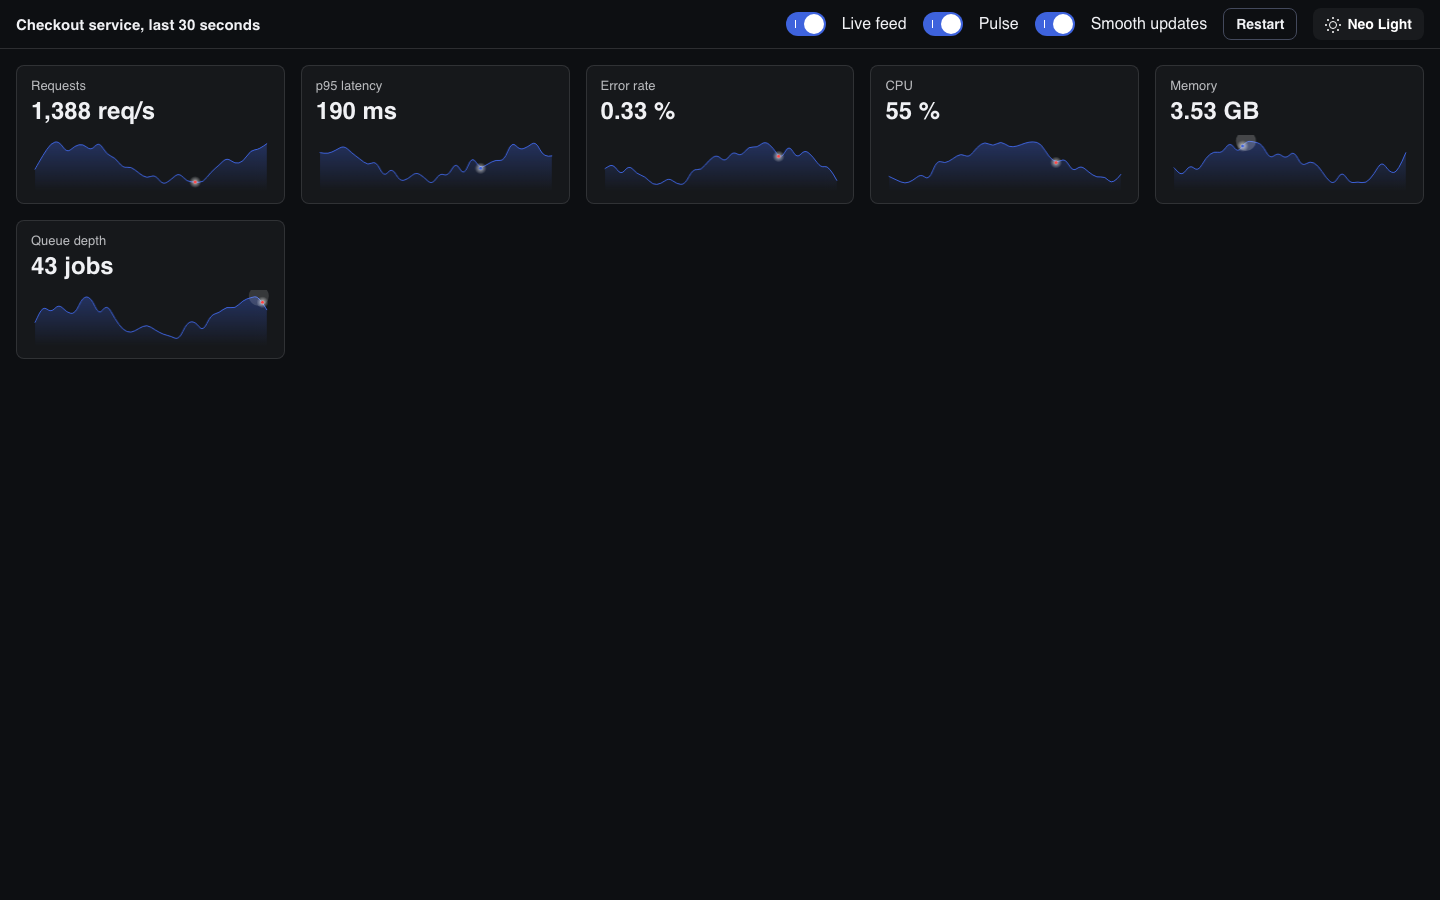 Checkout service, last 30 seconds
Live feed
Pulse
Smooth updates
Restart
Neo Light
Requests
1,388 req/s
p95 latency
190 ms
Error rate
0.33 %
CPU
55 %
Memory
3.53 GB
Queue depth
43 jobs